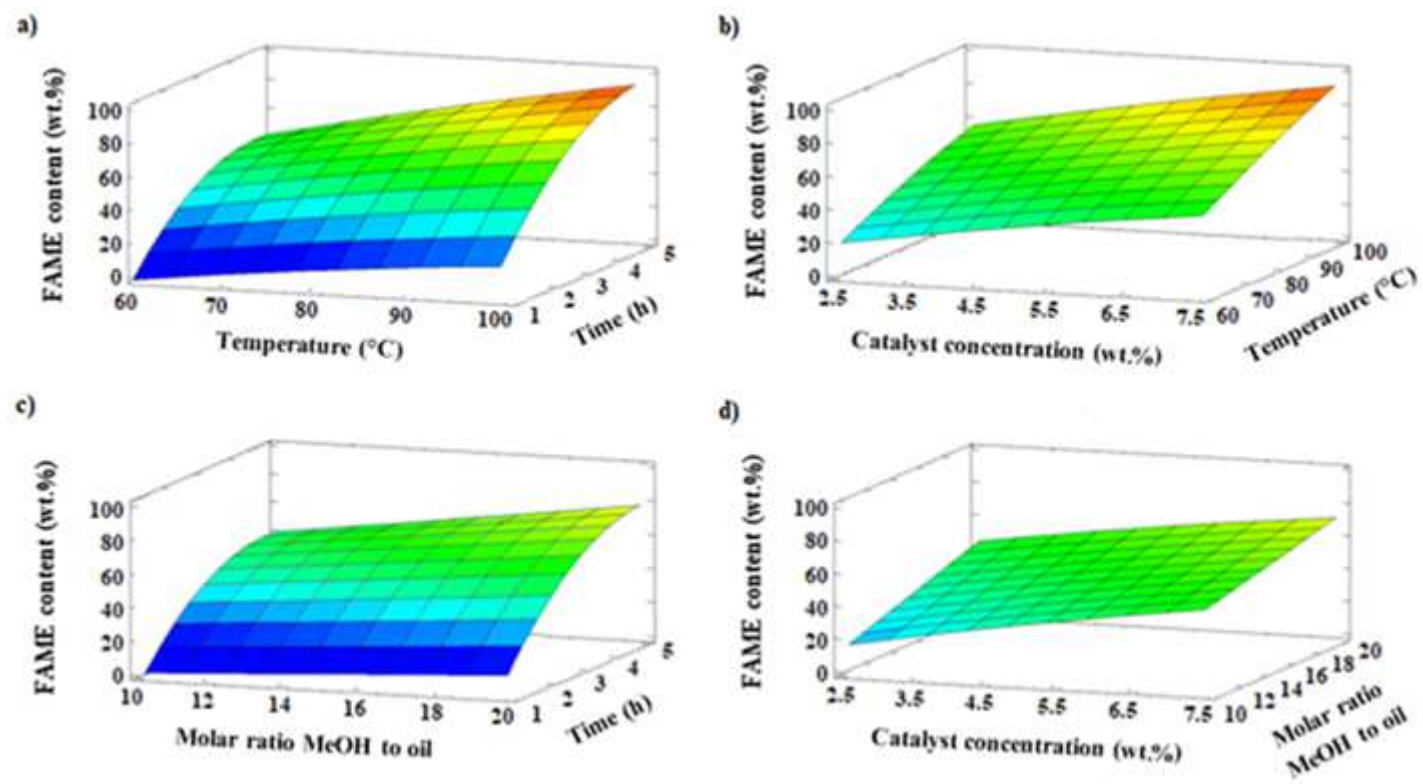 a)
FAME content (wt.%)
100
80
60
40
20
0
60 70 80 90 100
Temperature (°C)
1 2 3 4 5
Time (h)
b)
FAME content (wt.%)
100
80
60
40
20
0
2.5 3.5 4.5 5.5 6.5 7.5
Catalyst concentration (wt.%)
60 70 80 90 100
Temperature (°C)
c)
FAME content (wt.%)
100
80
60
40
20
0
10 12 14 16 18 20
Molar ratio MeOH to oil
1 2 3 4 5
Time (h)
d)
FAME content (wt.%)
100
80
60
40
20
0
2.5 3.5 4.5 5.5 6.5 7.5
Catalyst concentration (wt.%)
10 12 14 16 18 20
Molar ratio
MeOH to oil